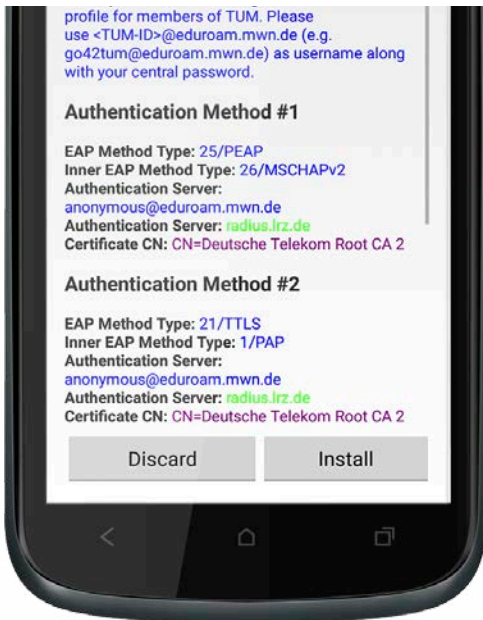 profile for members of TUM. Please
use <TUM-ID>@eduroam.mwn.de (e.g.
go42tum@eduroam.mwn.de) as username along
with your central password.
Authentication Method #1
EAP Method Type: 25/PEAP
Inner EAP Method Type: 26/MSCHAPv2
Authentication Server:
anonymous@eduroam.mwn.de
Authentication Server: radius.lrz.de
Certificate CN: CN=Deutsche Telekom Root CA 2
Authentication Method #2
EAP Method Type: 21/TTLS
Inner EAP Method Type: 1/PAP
Authentication Server:
anonymous@eduroam.mwn.de
Authentication Server: radius.lrz.de
Certificate CN: CN=Deutsche Telekom Root CA 2
Discard Install